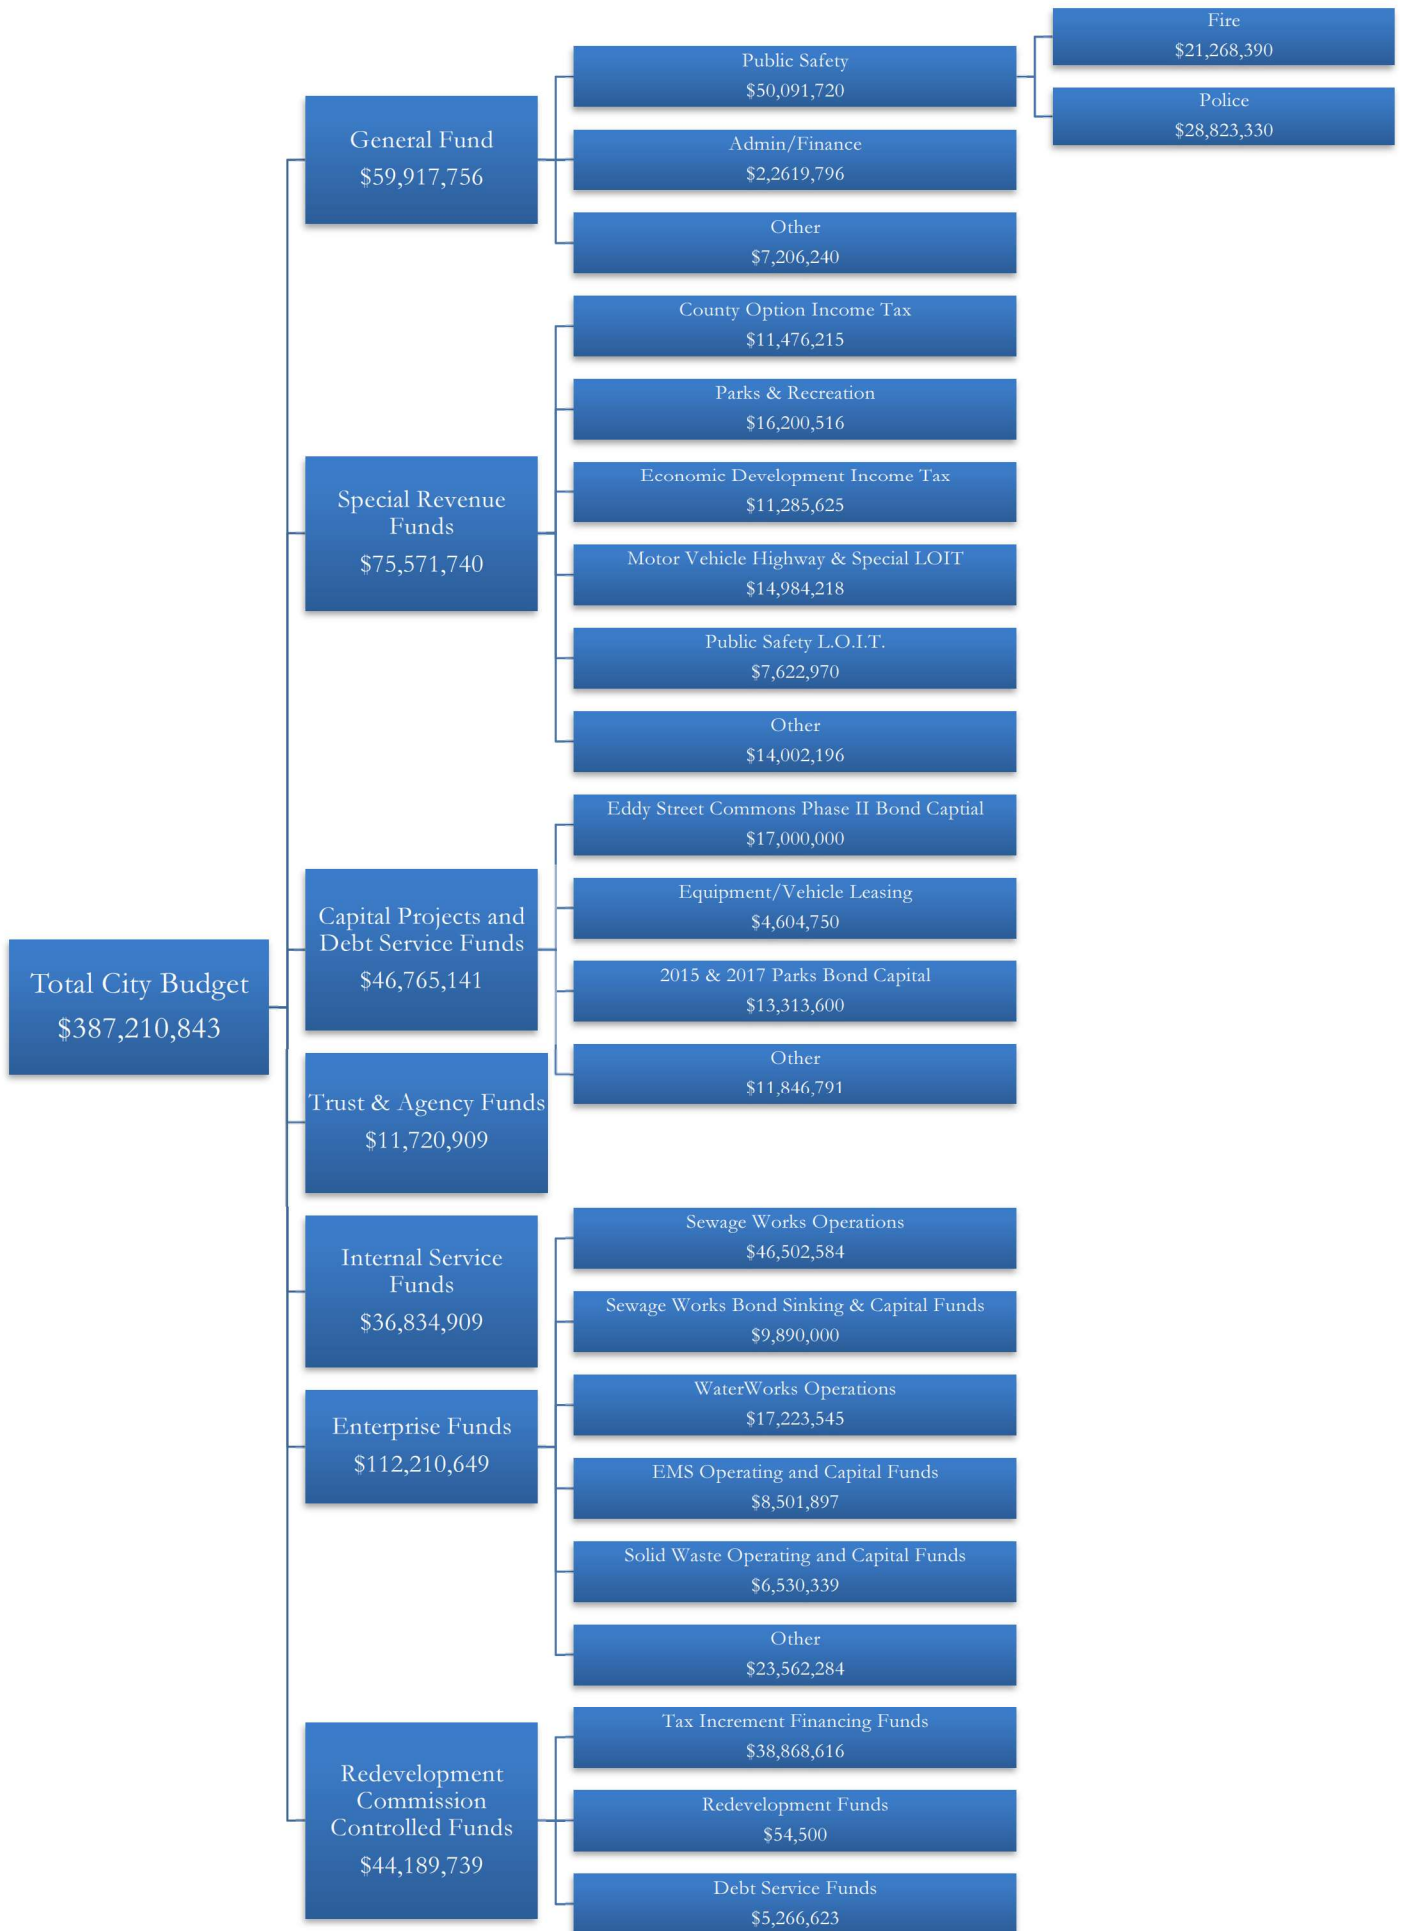 Total City Budget
$387,210,843
General Fund
$59,917,756
Public Safety
$50,091,720
Fire
$21,268,390
Police
$28,823,330
Admin/Finance
$2,2619,796
Other
$7,206,240
Special Revenue
Funds
$75,571,740
County Option Income Tax
$11,476,215
Parks & Recreation
$16,200,516
Economic Development Income Tax
$11,285,625
Motor Vehicle Highway & Special LOIT
$14,984,218
Public Safety L.O.I.T.
$7,622,970
Other
$14,002,196
Capital Projects and
Debt Service Funds
$46,765,141
Eddy Street Commons Phase II Bond Captial
$17,000,000
Equipment/Vehicle Leasing
$4,604,750
2015 & 2017 Parks Bond Capital
$13,313,600
Other
$11,846,791
Trust & Agency Funds
$11,720,909
Internal Service
Funds
$36,834,909
Enterprise Funds
$112,210,649
Sewage Works Operations
$46,502,584
Sewage Works Bond Sinking & Capital Funds
$9,890,000
WaterWorks Operations
$17,223,545
EMS Operating and Capital Funds
$8,501,897
Solid Waste Operating and Capital Funds
$6,530,339
Other
$23,562,284
Redevelopment
Commission
Controlled Funds
$44,189,739
Tax Increment Financing Funds
$38,868,616
Redevelopment Funds
$54,500
Debt Service Funds
$5,266,623